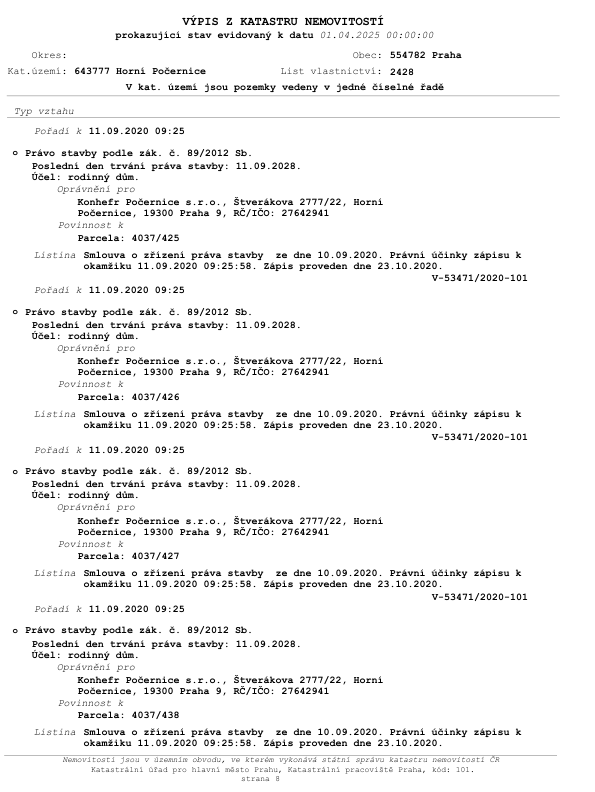 VÝPIS Z KATASTRU NEMOVITOSTÍ
prokazující stav evidovaný k datu 01.04.2025 00:00:00
Okres: Obec: 554782 Praha
Kat.území: 643777 Horní Počernice List vlastnictví: 2428
V kat. území jsou pozemky vedeny v jedné číselné řadě
Typ vztahu
Pořadí k 11.09.2020 09:25
o Právo stavby podle zák. č. 89/2012 Sb.
Poslední den trvání práva stavby: 11.09.2028.
Účel: rodinný dům.
Oprávnění pro
Konhefr Počernice s.r.o., Štverákova 2777/22, Horní
Počernice, 19300 Praha 9, RČ/IČO: 27642941
Povinnost k
Parcela: 4037/425
Listina Smlouva o zřízení práva stavby ze dne 10.09.2020. Právní účinky zápisu k
okamžiku 11.09.2020 09:25:58. Zápis proveden dne 23.10.2020.
V-53471/2020-101
Pořadí k 11.09.2020 09:25
o Právo stavby podle zák. č. 89/2012 Sb.
Poslední den trvání práva stavby: 11.09.2028.
Účel: rodinný dům.
Oprávnění pro
Konhefr Počernice s.r.o., Štverákova 2777/22, Horní
Počernice, 19300 Praha 9, RČ/IČO: 27642941
Povinnost k
Parcela: 4037/426
Listina Smlouva o zřízení práva stavby ze dne 10.09.2020. Právní účinky zápisu k
okamžiku 11.09.2020 09:25:58. Zápis proveden dne 23.10.2020.
V-53471/2020-101
Pořadí k 11.09.2020 09:25
o Právo stavby podle zák. č. 89/2012 Sb.
Poslední den trvání práva stavby: 11.09.2028.
Účel: rodinný dům.
Oprávnění pro
Konhefr Počernice s.r.o., Štverákova 2777/22, Horní
Počernice, 19300 Praha 9, RČ/IČO: 27642941
Povinnost k
Parcela: 4037/427
Listina Smlouva o zřízení práva stavby ze dne 10.09.2020. Právní účinky zápisu k
okamžiku 11.09.2020 09:25:58. Zápis proveden dne 23.10.2020.
V-53471/2020-101
Pořadí k 11.09.2020 09:25
o Právo stavby podle zák. č. 89/2012 Sb.
Poslední den trvání práva stavby: 11.09.2028.
Účel: rodinný dům.
Oprávnění pro
Konhefr Počernice s.r.o., Štverákova 2777/22, Horní
Počernice, 19300 Praha 9, RČ/IČO: 27642941
Povinnost k
Parcela: 4037/438
Listina Smlouva o zřízení práva stavby ze dne 10.09.2020. Právní účinky zápisu k
okamžiku 11.09.2020 09:25:58. Zápis proveden dne 23.10.2020.
Nemovitosti jsou v územním obvodu, ve kterém vykonává státní správu katastru nemovitostí ČR
Katastrální úřad pro hlavní město Prahu, Katastrální pracoviště Praha, kód: 101.
strana 8